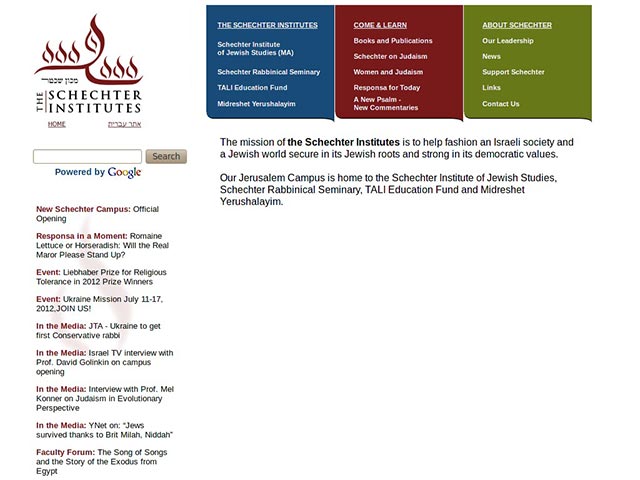 מכון שכטר
THE SCHECHTER
INSTITUTES
HOME
אתר עברית
Search
Powered by Google
New Schechter Campus: Official
Opening
Responsa in a Moment: Romaine
Lettuce or Horseradish: Will the Real
Maror Please Stand Up?
Event: Liebhaber Prize for Religious
Tolerance in 2012 Prize Winners
Event: Ukraine Mission July 11-17,
2012,JOIN US!
In the Media: JTA - Ukraine to get
first Conservative rabbi
In the Media: Israel TV interview with
Prof. David Golinkin on campus
opening
In the Media: Interview with Prof. Mel
Konner on Judaism in Evolutionary
Perspective
In the Media: YNet on: “Jews
survived thanks to Brit Milah, Niddah”
Faculty Forum: The Song of Songs
and the Story of the Exodus from
Egypt
THE SCHECHTER INSTITUTES
Schechter Institute
of Jewish Studies (MA)
Schechter Rabbinical Seminary
TALI Education Fund
Midreshet Yerushalayim
COME & LEARN
Books and Publications
Schechter on Judaism
Women and Judaism
Responsa for Today
A New Psalm -
New Commentaries
ABOUT SCHECHTER
Our Leadership
News
Support Schechter
Links
Contact Us
The mission of the Schechter Institutes is to help fashion an Israeli society and
a Jewish world secure in its Jewish roots and strong in its democratic values.
Our Jerusalem Campus is home to the Schechter Institute of Jewish Studies,
Schechter Rabbinical Seminary, TALI Education Fund and Midreshet
Yerushalayim.